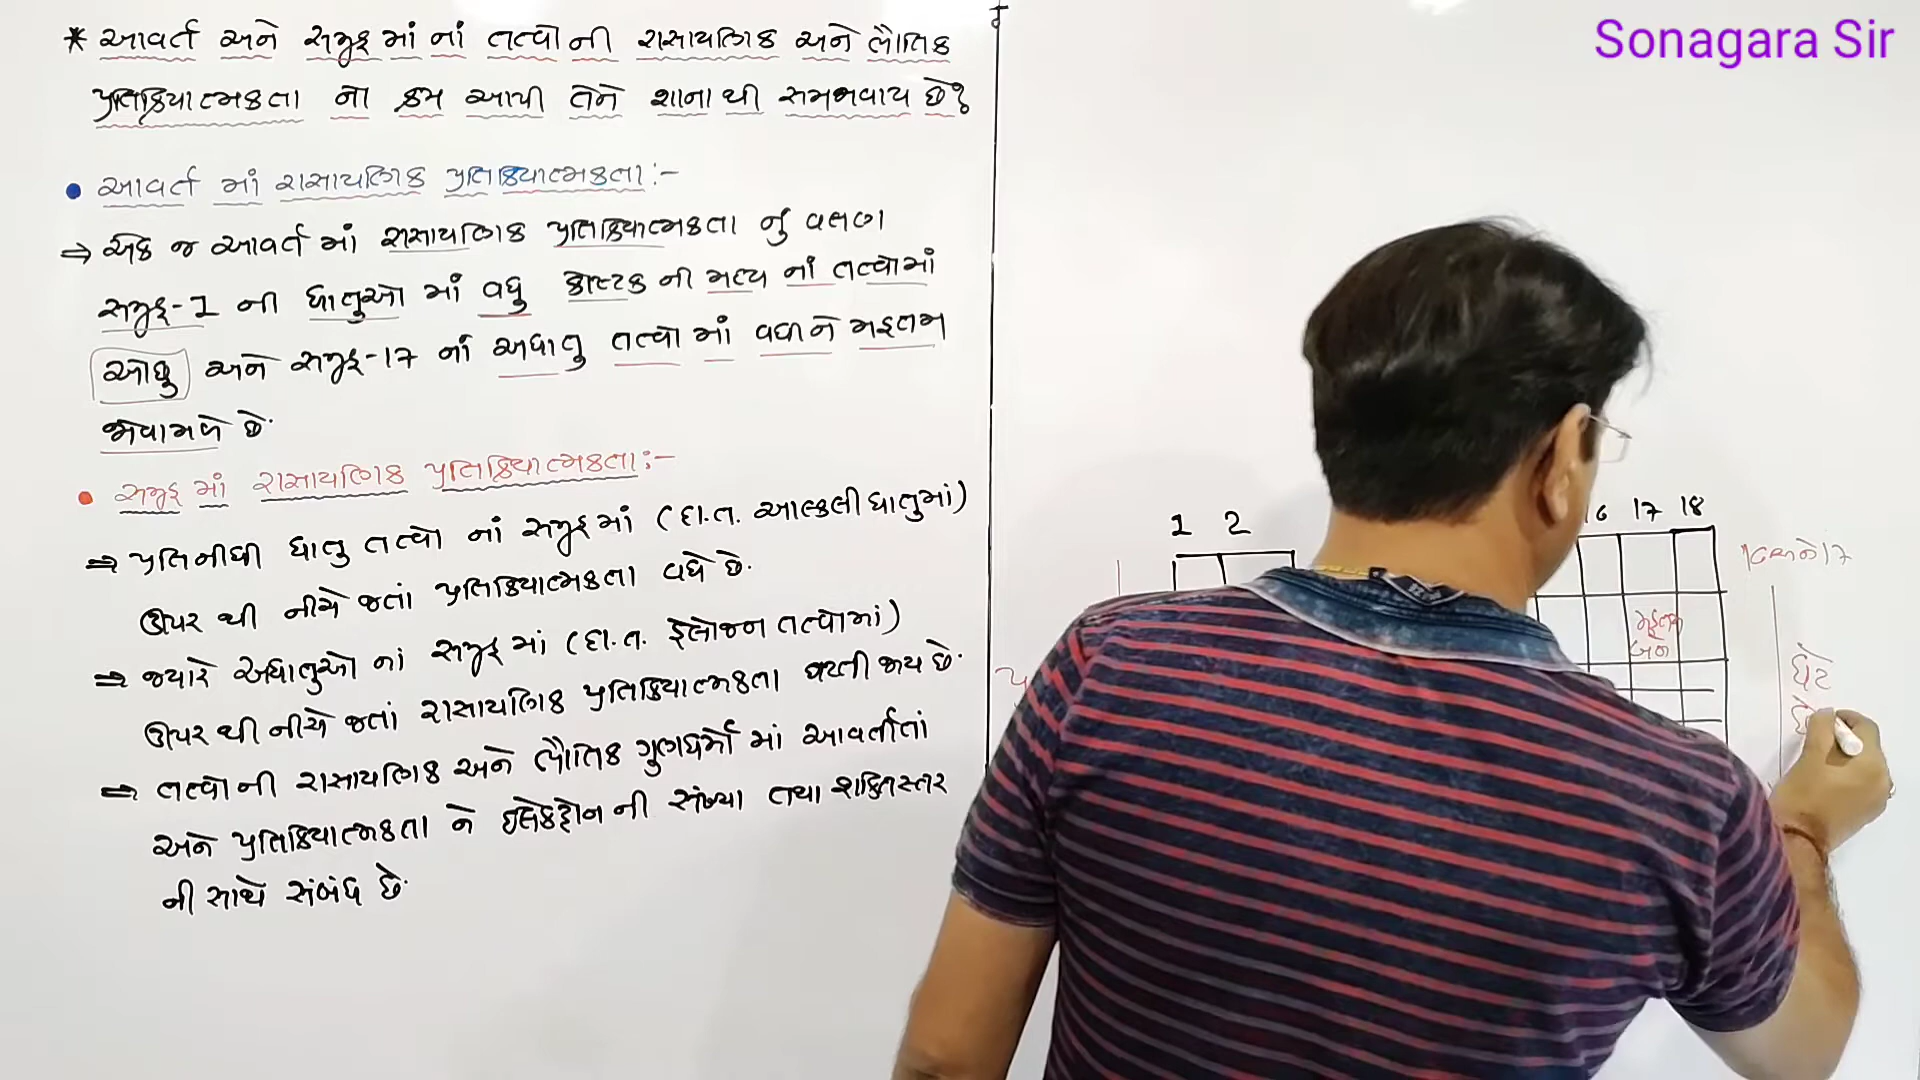 Sonagara Sir
* આવર્ત અને સમૂહ માં નાં તત્વો ની રાસાયણિક અને ભૌતિક
પ્રતિક્રિયાત્મકતા નો ક્રમ આપી તેને શાના થી સમજાવાય છે?
• આવર્ત માં રાસાયણિક પ્રતિક્રિયાત્મકતા :-
⇒ એક જ આવર્ત માં રાસાયણિક પ્રતિક્રિયાત્મકતા નું વલણ
સમૂહ-1 ની ધાતુઓ માં વધુ કોષ્ટક ની મધ્ય નાં તત્વોમાં
ઓછુ અને સમૂહ-17 નાં અધાતુ તત્વો માં વધીને મહત્તમ
જોવામળે છે.
• સમૂહ માં રાસાયણિક પ્રતિક્રિયાત્મકતા :-
⇒ પ્રતિનીધી ધાતુ તત્વો નાં સમૂહ માં (દા.ત. આલ્કલી ધાતુમાં)
ઉપર થી નીચે જતાં પ્રતિક્રિયાત્મકતા વધે છે.
⇒ જ્યારે અધાતુઓ નાં સમૂહ માં (દા.ત. હેલોજન તત્વોમાં)
ઉપર થી નીચે જતાં રાસાયણિક પ્રતિક્રિયાત્મકતા ઘટતી જાય છે.
⇒ તત્વો ની રાસાયણિક અને ભૌતિક ગુણધર્મો માં આવર્તીતાં
અને પ્રતિક્રિયાત્મકતા ને ઇલેક્ટ્રોન ની સંખ્યા તથા શક્તિસ્તર
ની સાથે સંબંધ છે.
1 2
17 18
ઘટે
છે